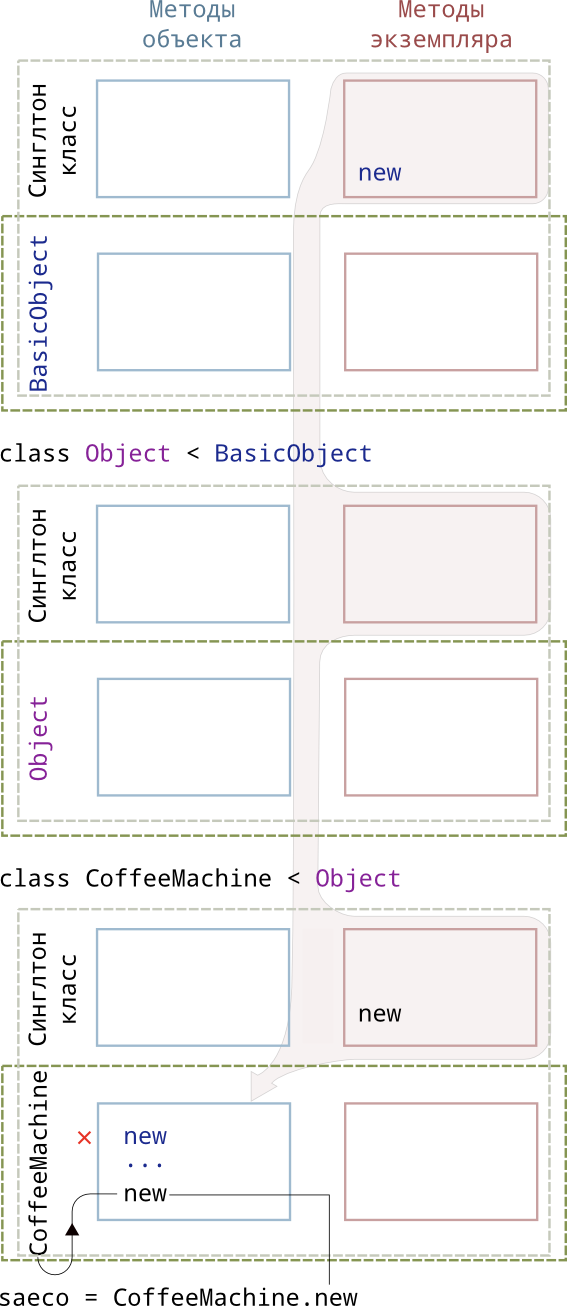 Методы
объекта
Методы
экземпляра
Синглтон
класс
new
BasicObject
class Object < BasicObject
Синглтон
класс
Object
class CoffeeMachine < Object
Синглтон
класс
new
CoffeeMachine
× new
...
new
saeco = CoffeeMachine.new